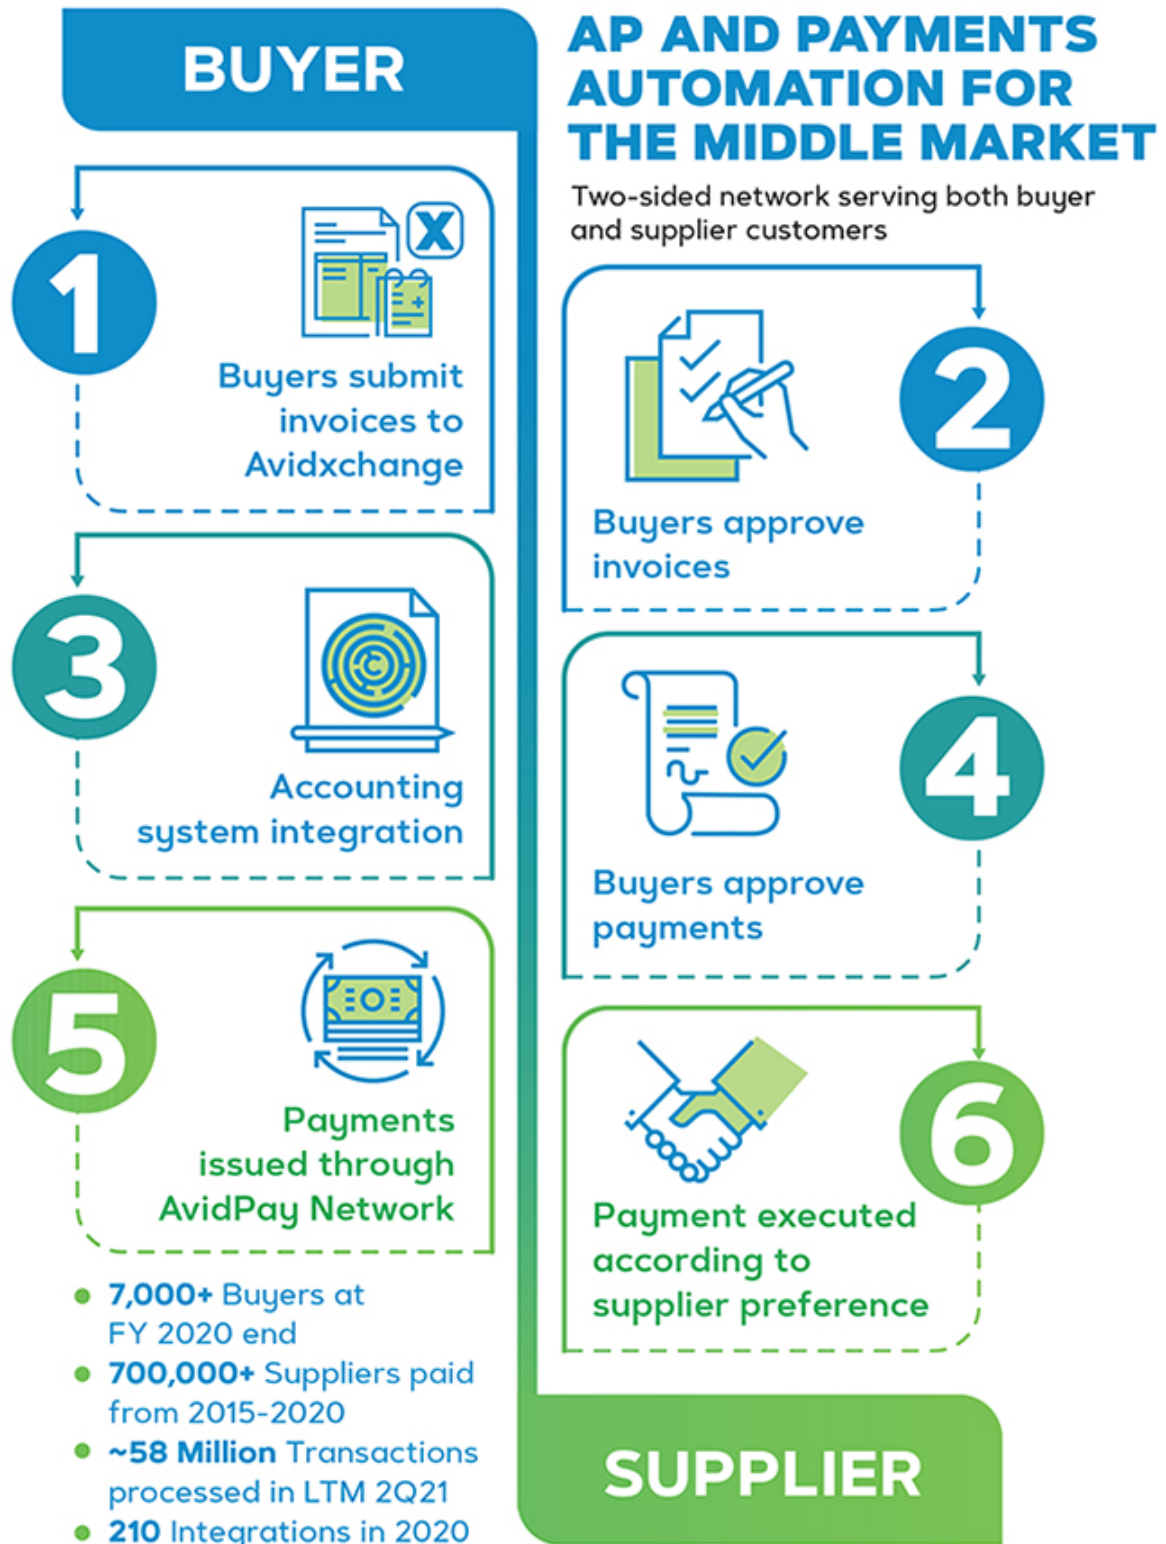 BUYER
AP AND PAYMENTS
AUTOMATION FOR
THE MIDDLE MARKET
Two-sided network serving both buyer
and supplier customers
1
X
Buyers submit
invoices to
Avidxchange
2
Buyers approve
invoices
3
C
Accounting
system integration
4
Buyers approve
payments
5
Payments
issued through
AvidPay Network
6
Payment executed
according to
supplier preference
7,000+ Buyers at
FY 2020 end
700,000+ Suppliers paid
from 2015-2020
~58 Million Transactions
processed in LTM 2Q21
210 Integrations in 2020
SUPPLIER